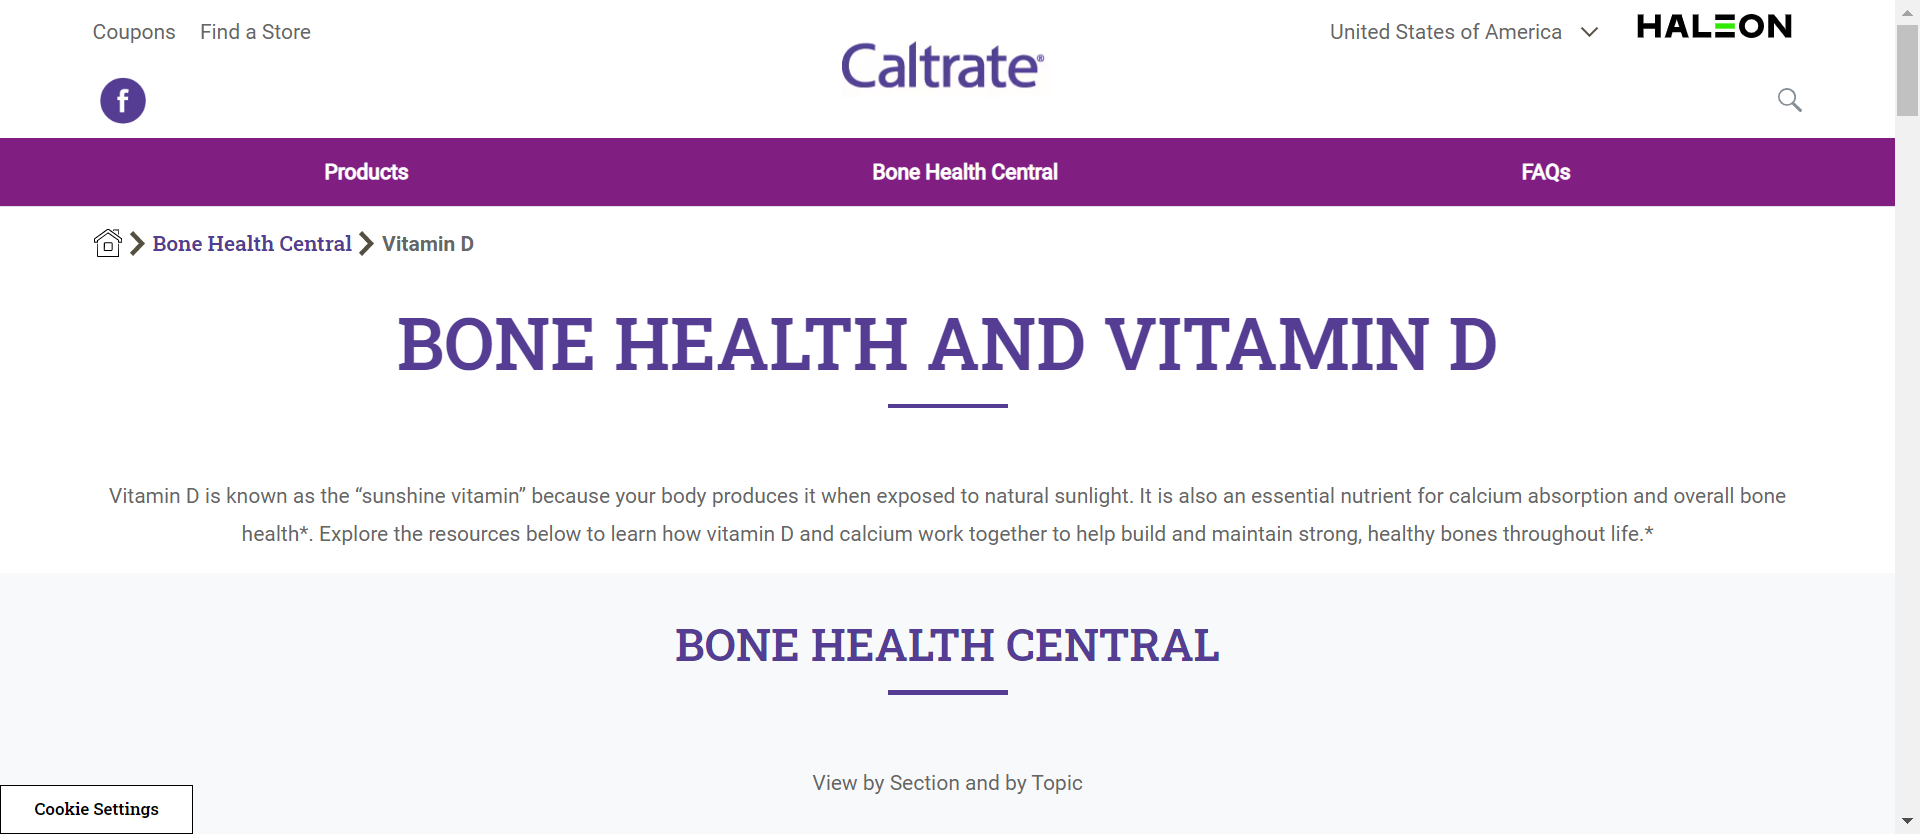 Coupons Find a Store
United States of America
HALEON
Caltrate®
f
Products Bone Health Central FAQs
Bone Health Central Vitamin D
BONE HEALTH AND VITAMIN D
Vitamin D is known as the “sunshine vitamin” because your body produces it when exposed to natural sunlight. It is also an essential nutrient for calcium absorption and overall bone
health*. Explore the resources below to learn how vitamin D and calcium work together to help build and maintain strong, healthy bones throughout life.*
BONE HEALTH CENTRAL
View by Section and by Topic
Cookie Settings